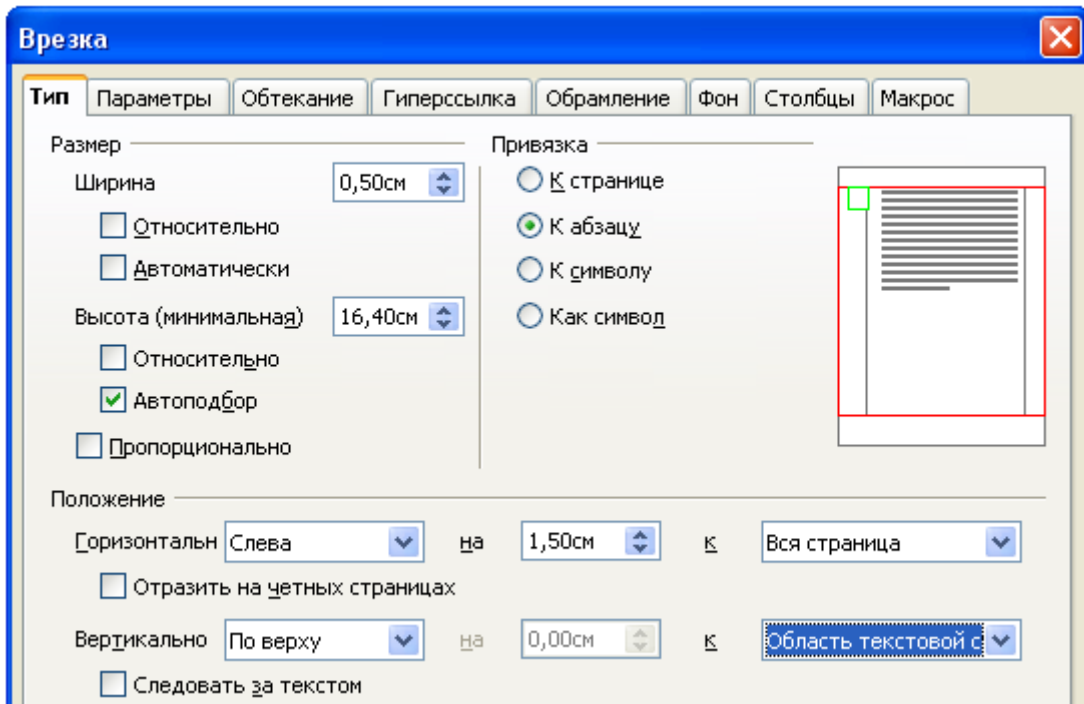 Врезка
Тип Параметры Обтекание Гиперссылка Обрамление Фон Столбцы Макрос
Размер Привязка
Ширина 0,50см К странице
Относительно К абзацу
Автоматически К символу
Высота (минимальная) 16,40см Как символ
Относительно
Автоподбор
Пропорционально
Положение
Горизонтальн Слева на 1,50см к Вся страница
Отразить на четных страницах
Вертикально По верху на 0,00см к Область текстовой с
Следовать за текстом